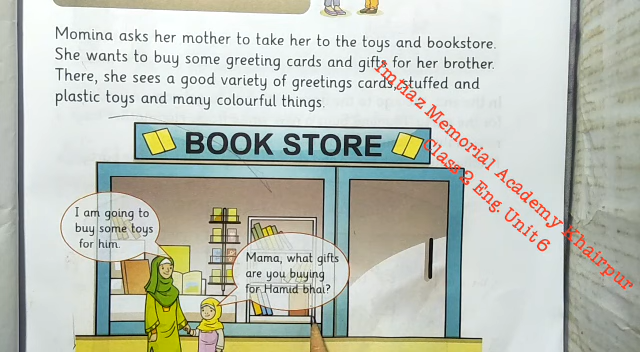 Momina asks her mother to take her to the toys and bookstore.
She wants to buy some greeting cards and gifts for her brother.
There, she sees a good variety of greetings cards, stuffed and
plastic toys and many colourful things.
BOOK STORE
I am going to
buy some toys
for him.
Mama, what gifts
are you buying
for Hamid bhai?
Imtiaz Memorial Academy Khairpur
Class 2 Eng. Unit 6